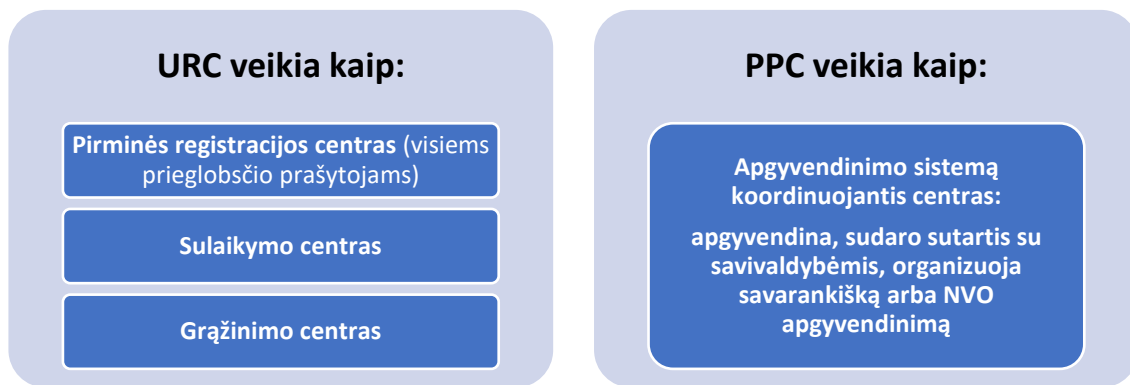 URC veikia kaip:
Pirminės registracijos centras (visiems
prieglobsčio prašytojams)
Sulaikymo centras
Grąžinimo centras
PPC veikia kaip:
Apgyvendinimo sistemą
koordinuojantis centras:
apgyvendina, sudaro sutartis su
savivaldybėmis, organizuoja
savarankišką arba NVO
apgyvendinimą